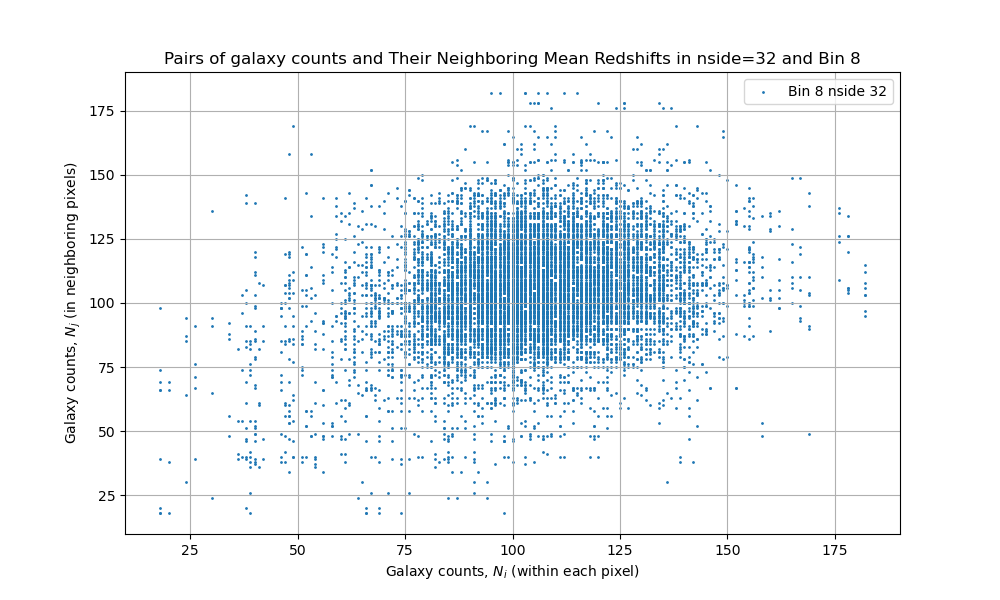 Pairs of galaxy counts and Their Neighboring Mean Redshifts in nside=32 and Bin 8
Bin 8 nside 32
175
150
125
100
75
50
25
Galaxy counts, N_j (in neighboring pixels)
25 50 75 100 125 150 175
Galaxy counts, N_i (within each pixel)